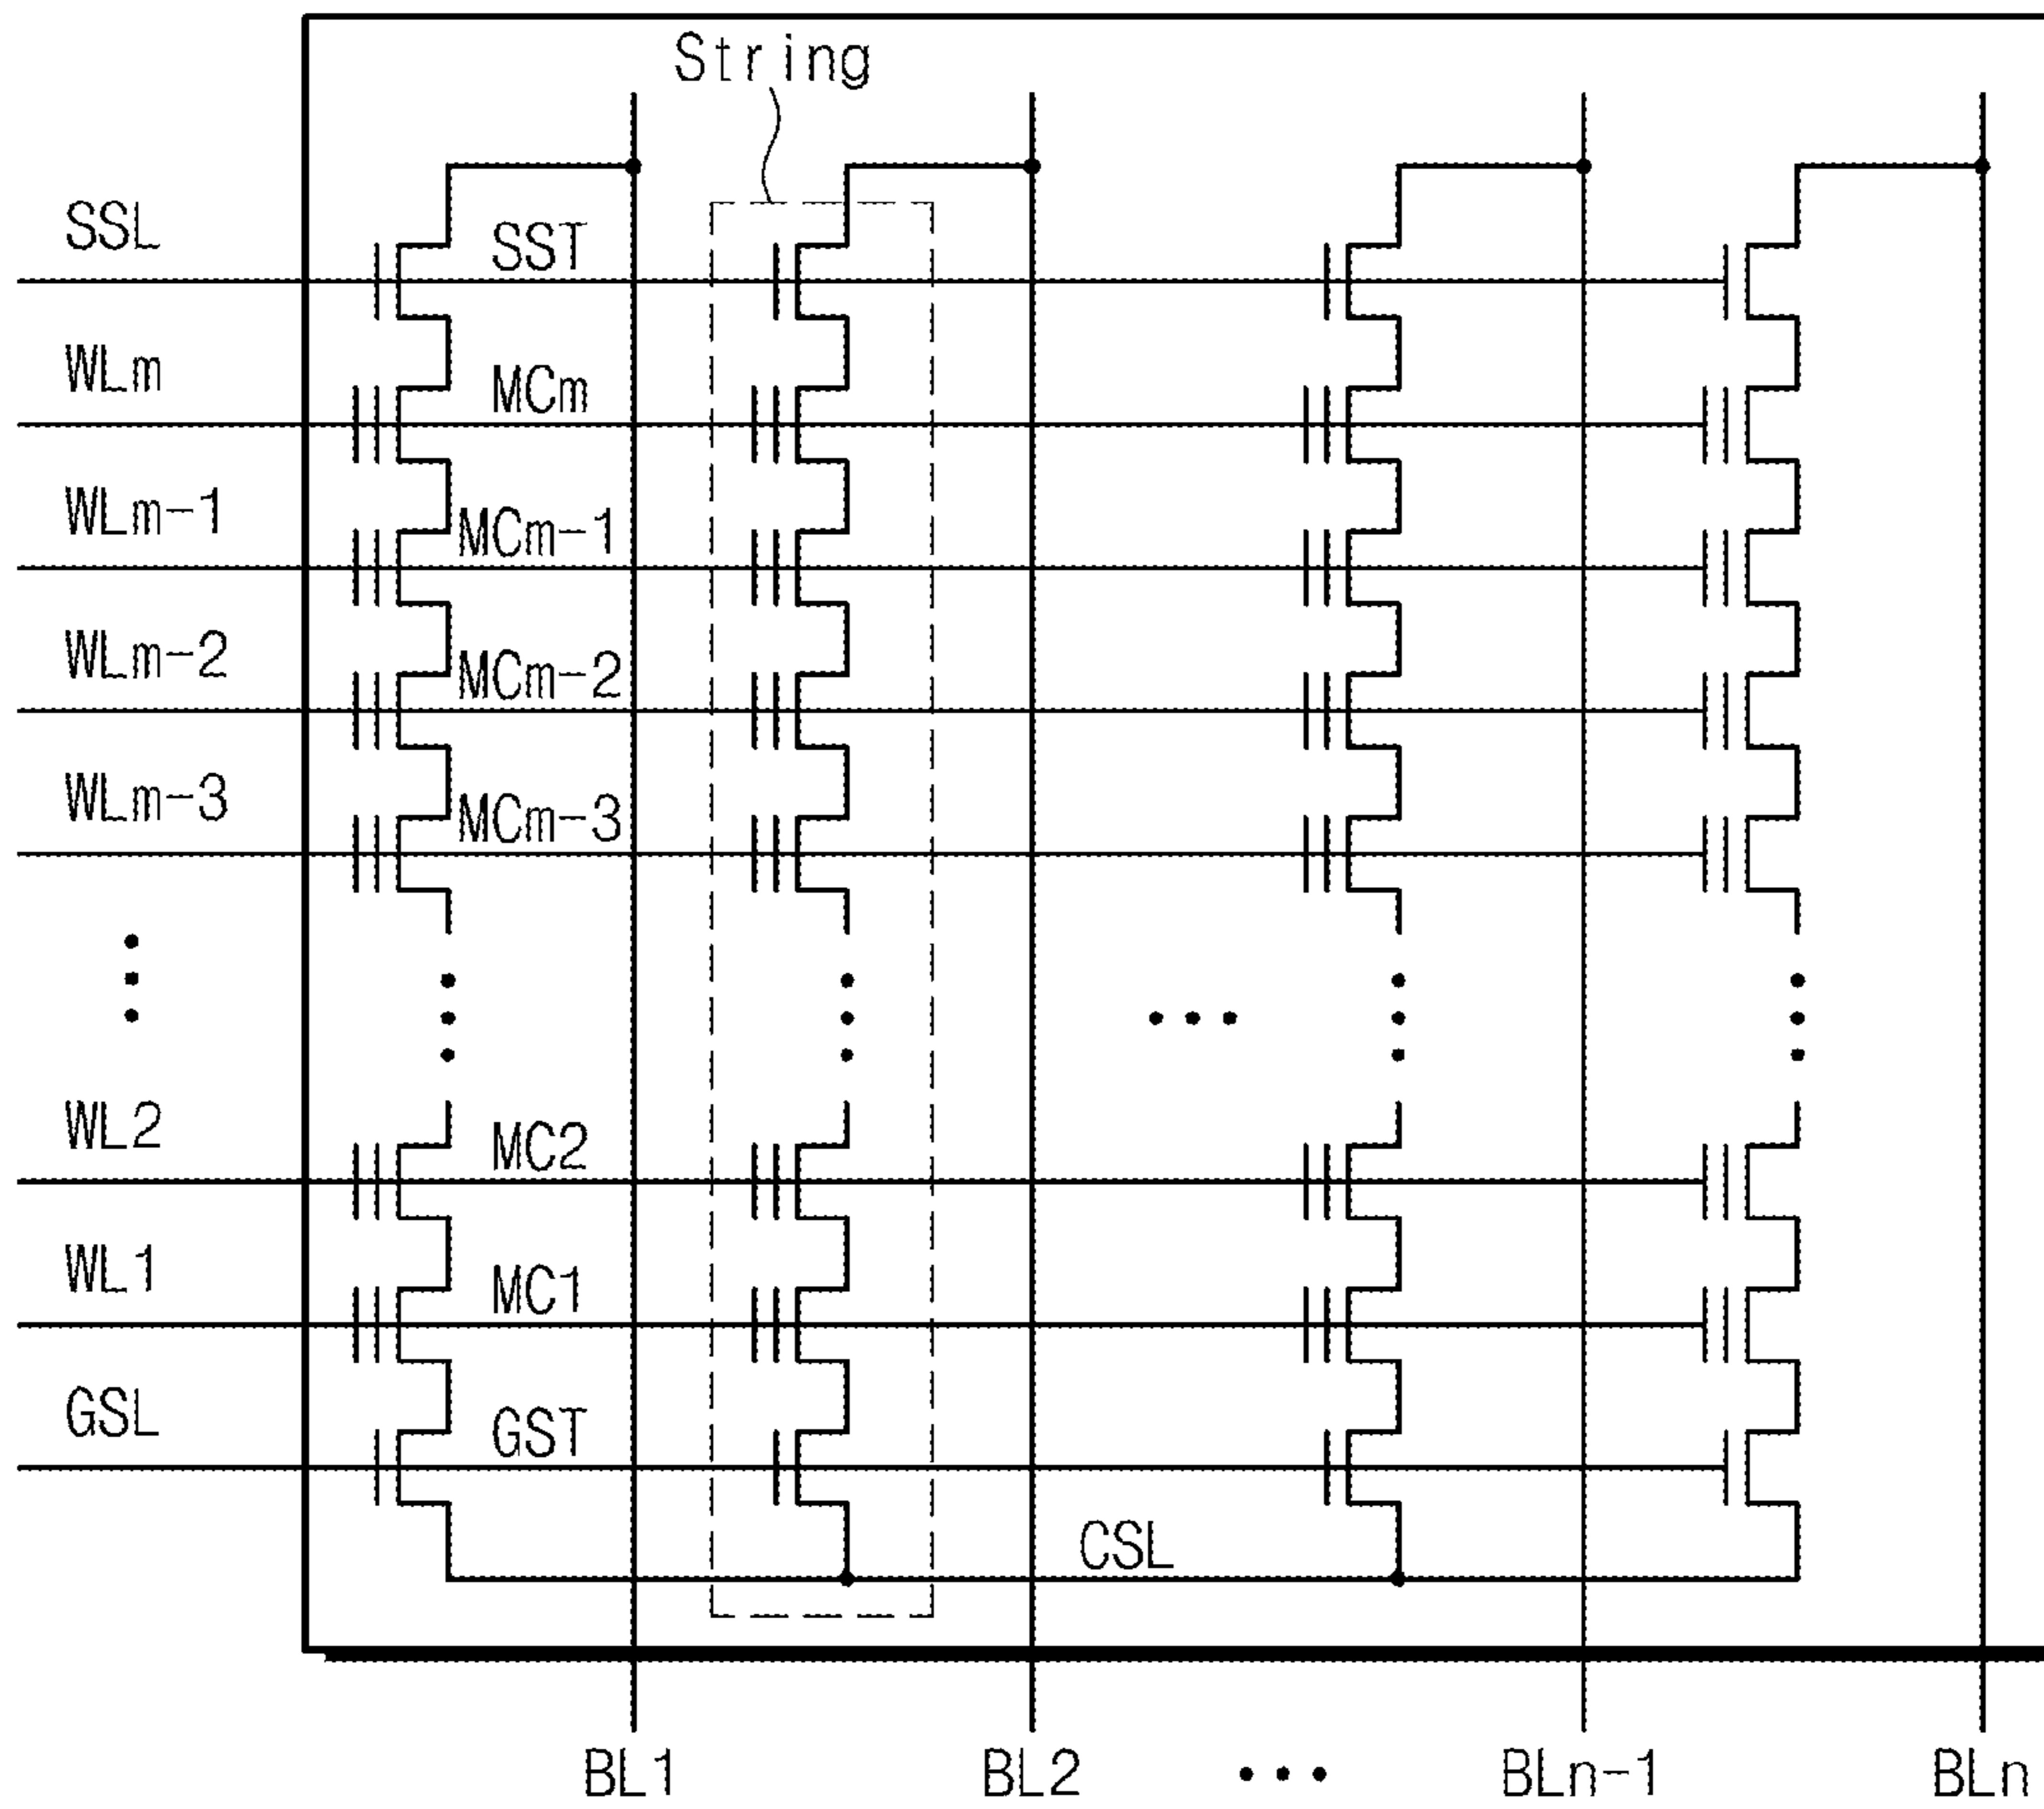 String
SSL SST
WLm MCm
WLm-1 MCm-1
WLm-2 MCm-2
WLm-3 MCm-3
WL2 MC2
WL1 MC1
GSL GST
CSL
BL1 BL2 ... BLn-1 BLn